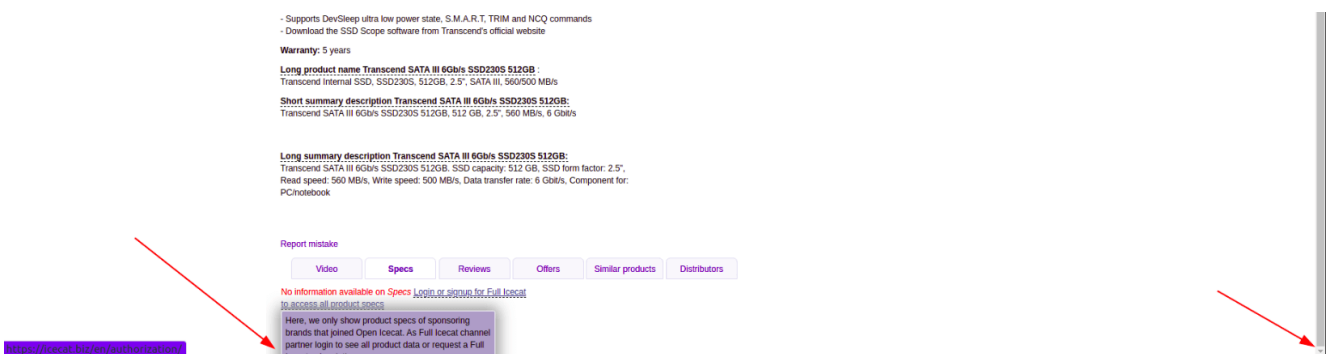 - Supports DevSleep ultra low power state, S.M.A.R.T, TRIM and NCQ commands
- Download the SSD Scope software from Transcend's official website
Warranty: 5 years
Long product name Transcend SATA III 6Gb/s SSD230S 512GB :
Transcend Internal SSD, SSD230S, 512GB, 2.5", SATA III, 560/500 MB/s
Short summary description Transcend SATA III 6Gb/s SSD230S 512GB:
Transcend SATA III 6Gb/s SSD230S 512GB, 512 GB, 2.5", 560 MB/s, 6 Gbit/s
Long summary description Transcend SATA III 6Gb/s SSD230S 512GB:
Transcend SATA III 6Gb/s SSD230S 512GB. SSD capacity: 512 GB, SSD form factor: 2.5",
Read speed: 560 MB/s, Write speed: 500 MB/s, Data transfer rate: 6 Gbit/s, Component for:
PC/notebook
Report mistake
Video Specs Reviews Offers Similar products Distributors
No information available on Specs Login or signup for Full Icecat
to access all product specs
Here, we only show product specs of sponsoring
brands that joined Open Icecat. As Full Icecat channel
partner login to see all product data or request a Full